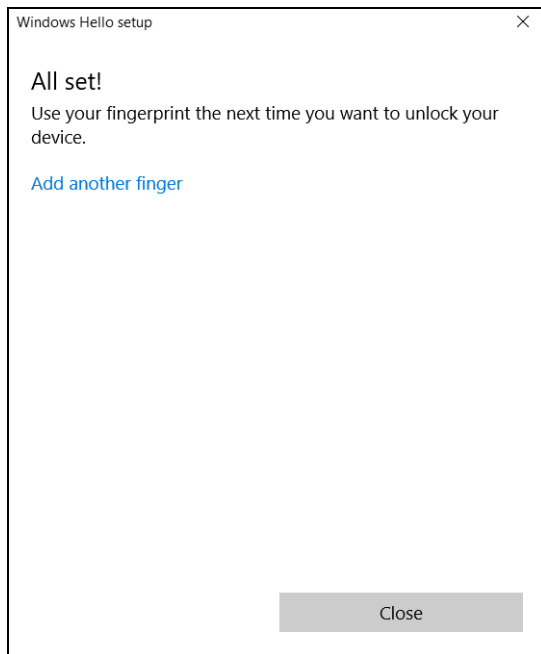 Windows Hello setup
All set!
Use your fingerprint the next time you want to unlock your
device.
Add another finger
Close